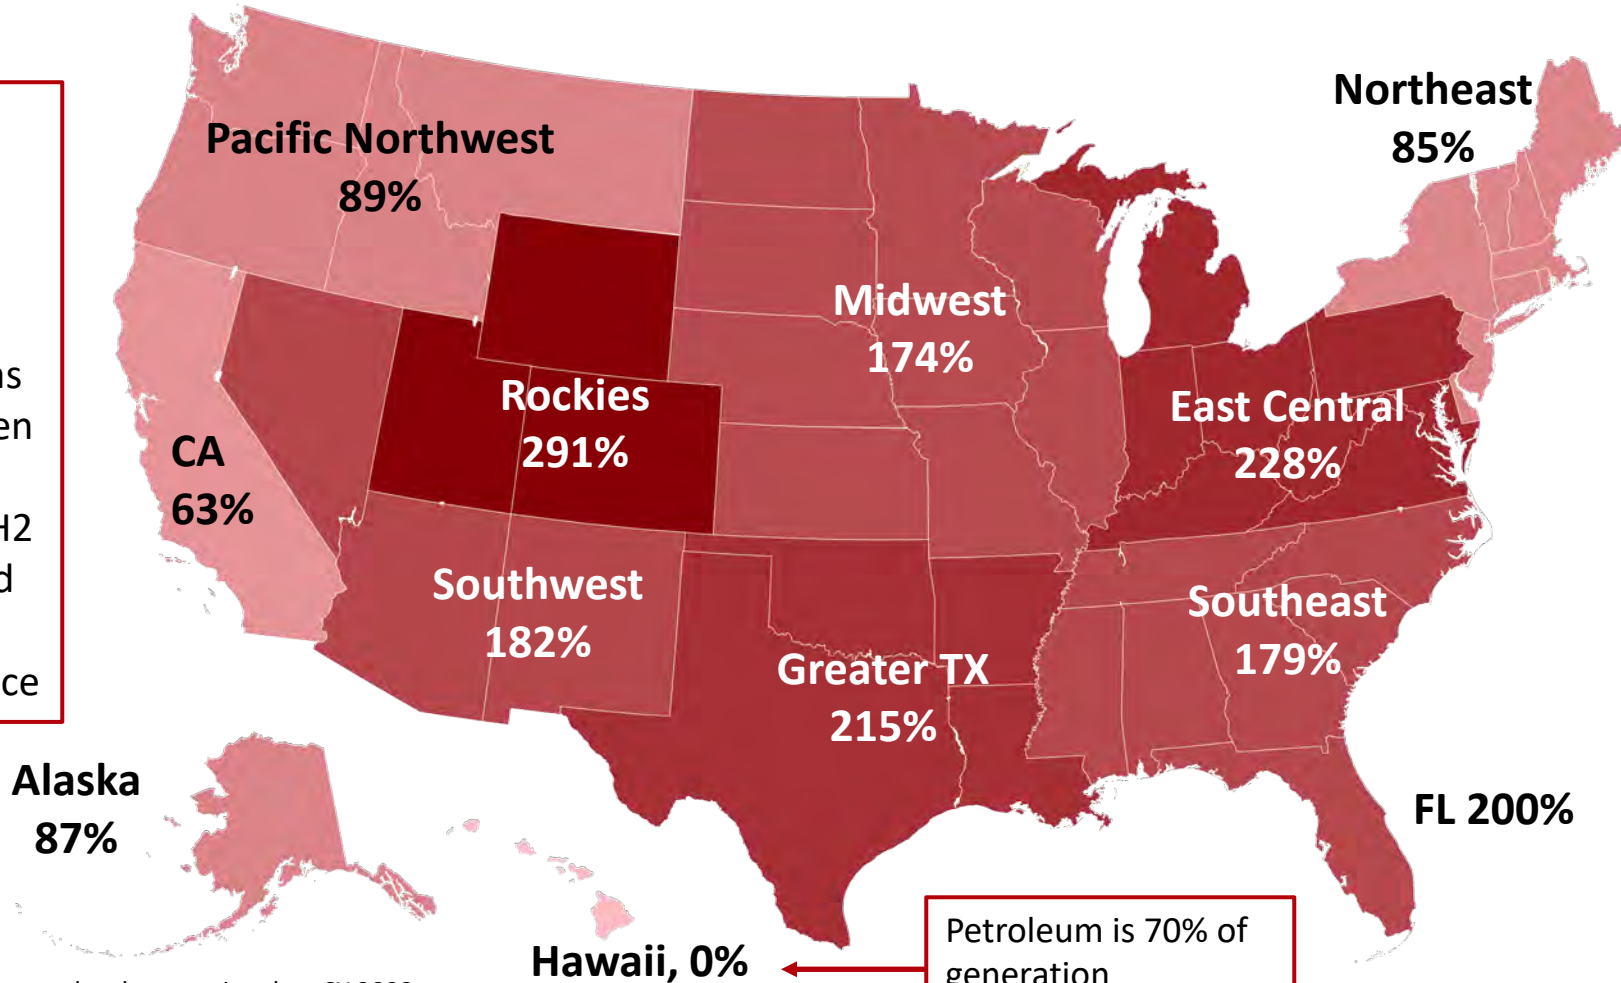 Northeast
85%
Pacific Northwest
89%
Midwest
174%
Rockies
291%
East Central
228%
CA
63%
H2
Southwest
182%
Southeast
179%
Greater TX
215%
Alaska
87%
FL 200%
Hawaii, 0%
Petroleum is 70% of
generation